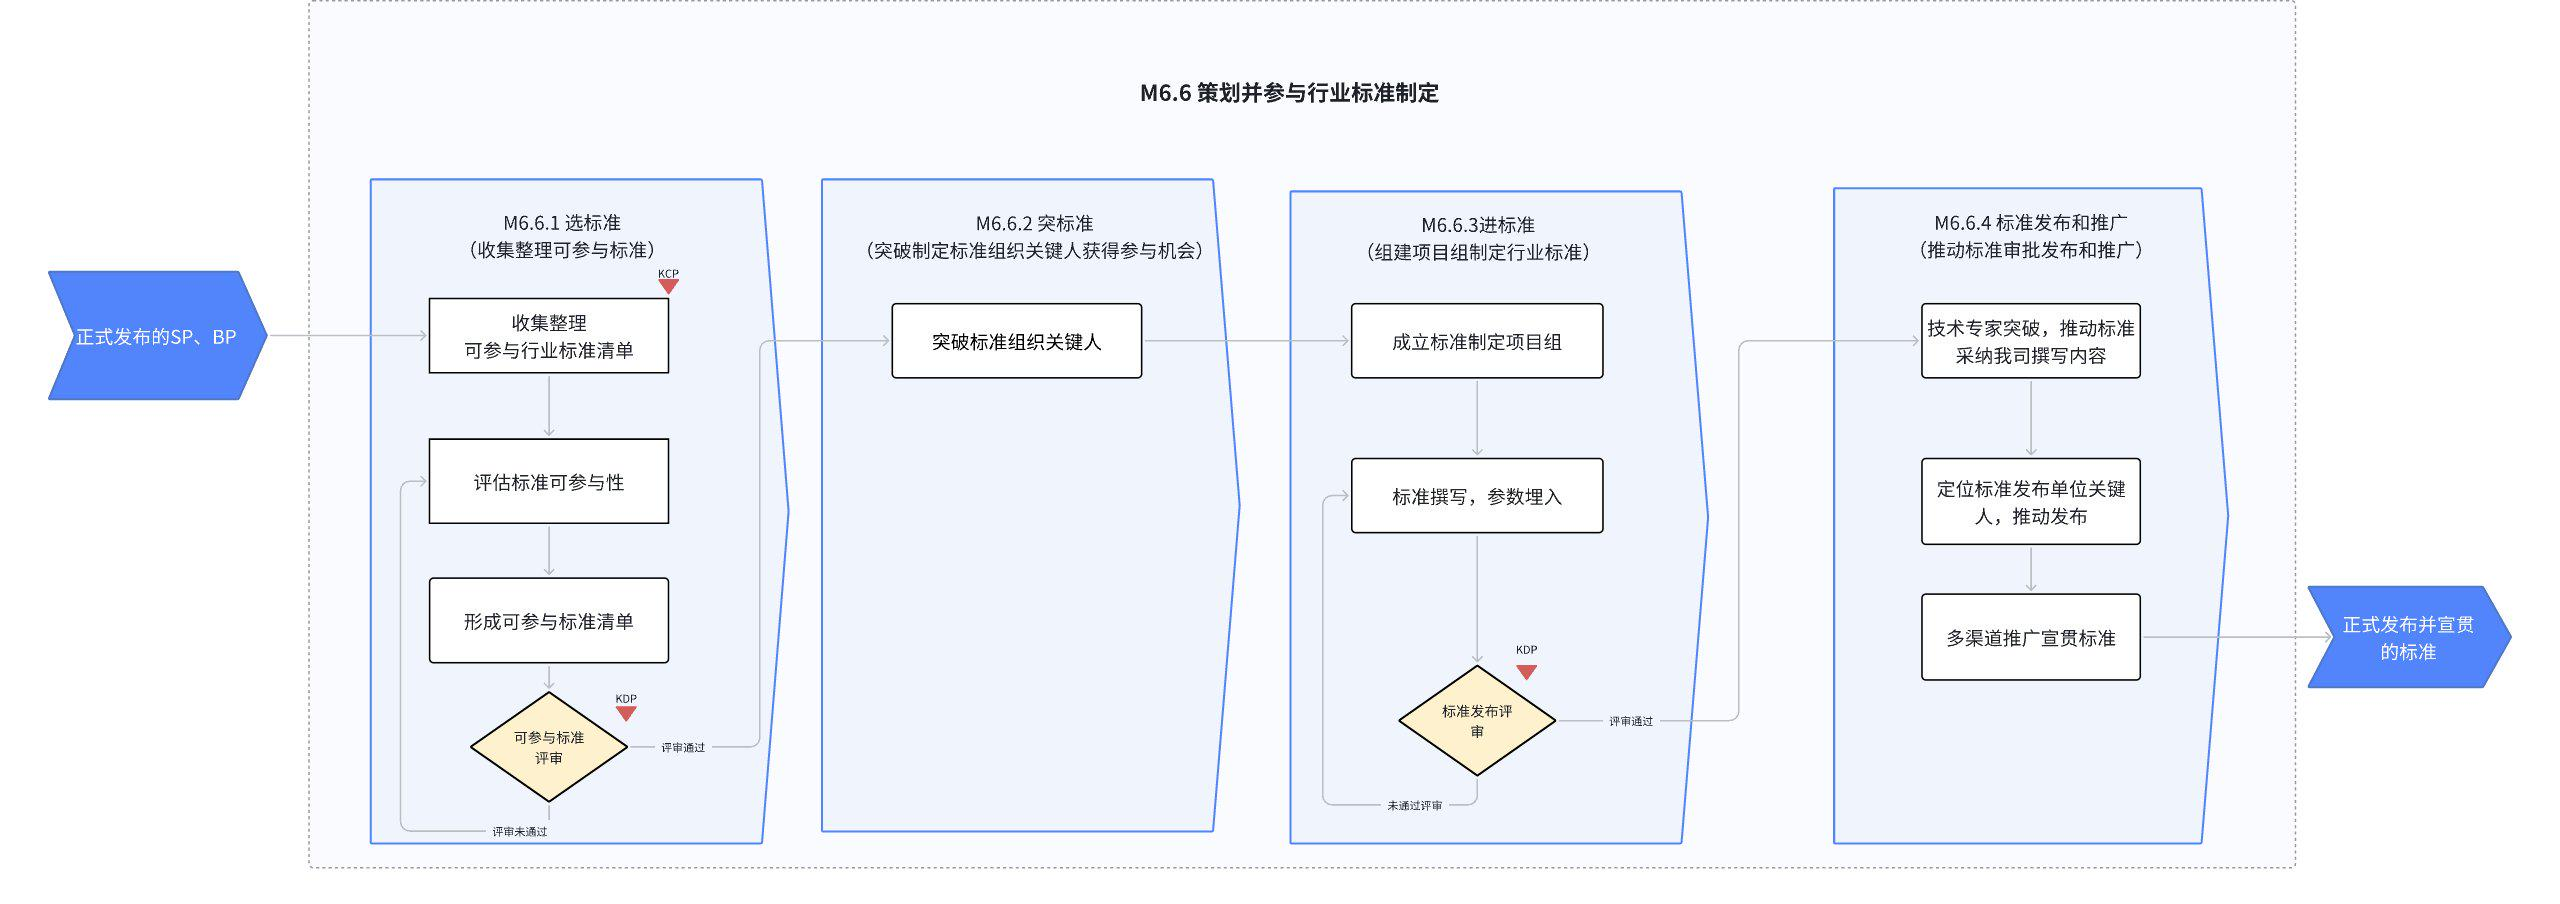 M6.6 策划并参与行业标准制定
正式发布的SP、BP
M6.6.1 选标准
（收集整理可参与标准）
KCP
收集整理
可参与行业标准清单
评估标准可参与性
形成可参与标准清单
KDP
可参与标准
评审
评审通过
评审未通过
M6.6.2 突标准
（突破制定标准组织关键人获得参与机会）
突破标准组织关键人
M6.6.3进标准
（组建项目组制定行业标准）
成立标准制定项目组
标准撰写，参数埋入
KDP
标准发布评
审
评审通过
未通过评审
M6.6.4 标准发布和推广
（推动标准审批发布和推广）
技术专家突破，推动标准
采纳我司撰写内容
定位标准发布单位关键
人，推动发布
多渠道推广宣贯标准
正式发布并宣贯
的标准